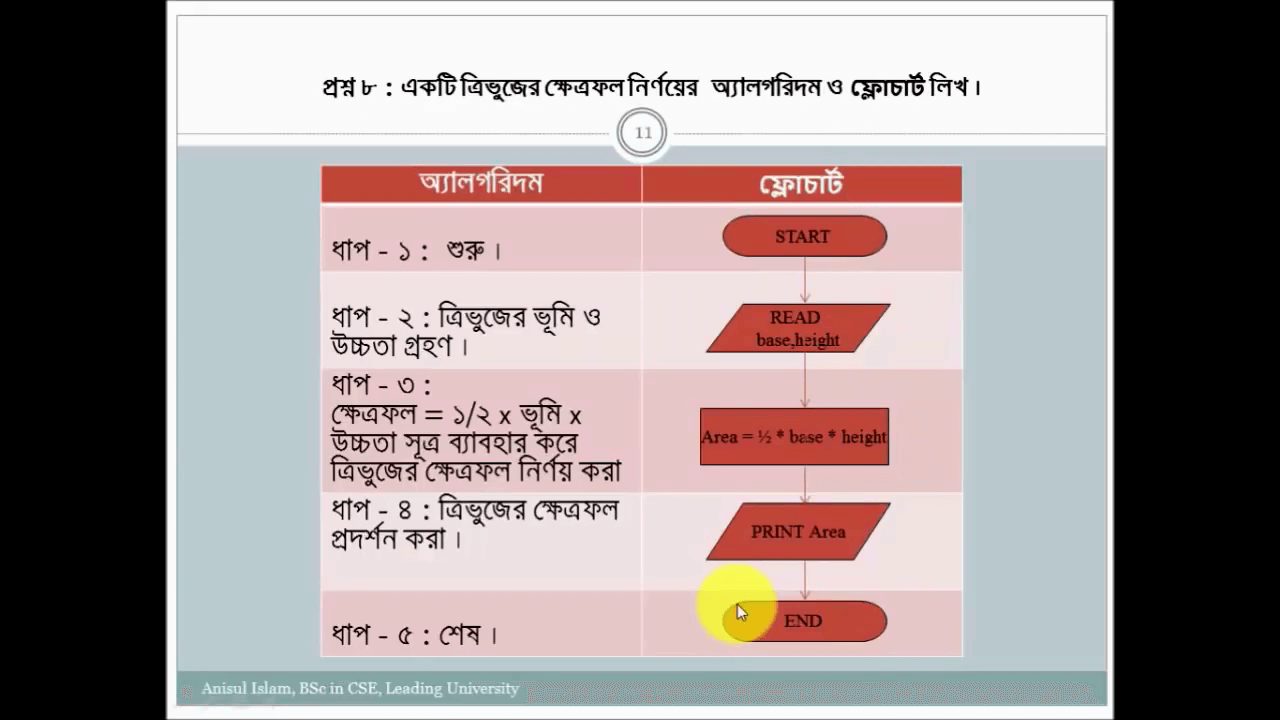 প্রশ্ন ৮ : একটি ত্রিভুজের ক্ষেত্রফল নির্ণয়ের অ্যালগরিদম ও ফ্লোচার্ট লিখ।
11
অ্যালগরিদম
ফ্লোচার্ট
ধাপ - ১ : শুরু।
START
ধাপ - ২ : ত্রিভুজের ভূমি ও
উচ্চতা গ্রহণ।
READ
base,height
ধাপ - ৩ :
ক্ষেত্রফল = ১/২ x ভূমি x
উচ্চতা সূত্র ব্যাবহার করে
ত্রিভুজের ক্ষেত্রফল নির্ণয় করা
Area = ½ * base * height
ধাপ - ৪ : ত্রিভুজের ক্ষেত্রফল
প্রদর্শন করা।
PRINT Area
ধাপ - ৫ : শেষ।
END
Anisul Islam, BSc in CSE, Leading University